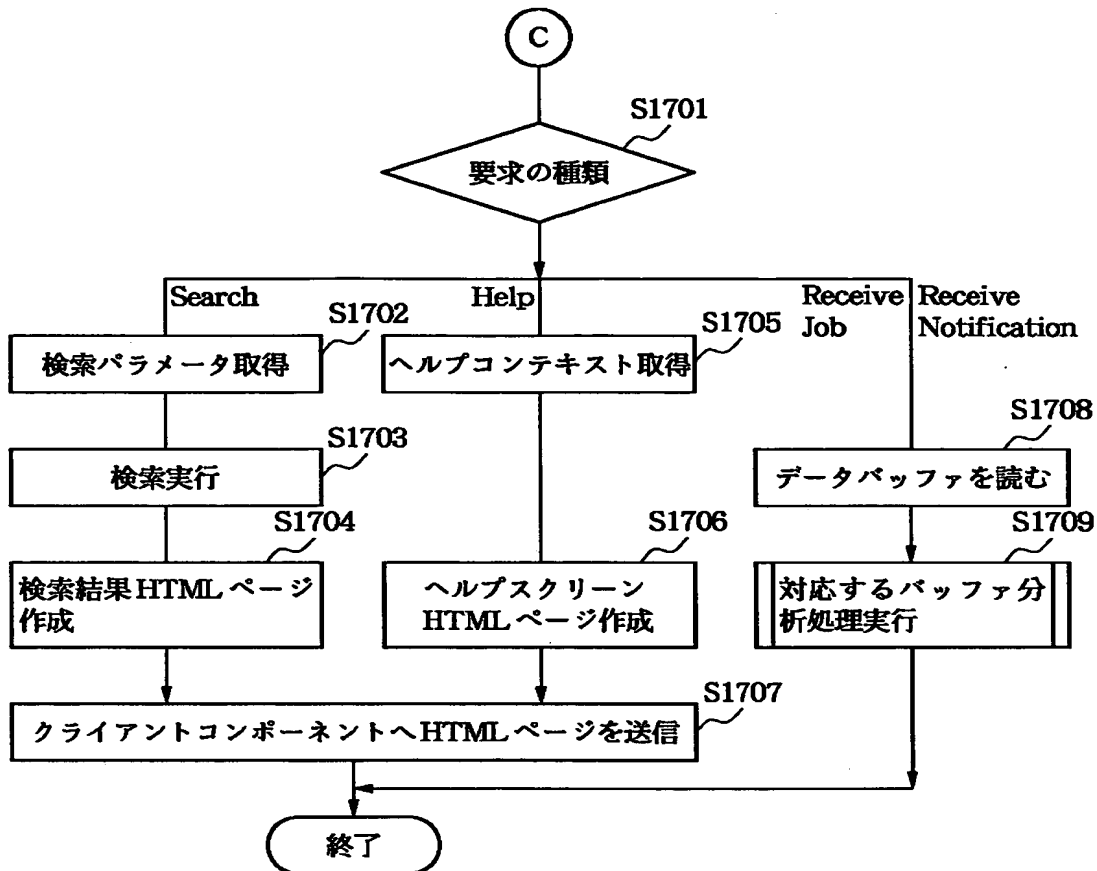 C
S1701
要求の種類
Search
Help
Receive
Job
Receive
Notification
S1702
検索パラメータ取得
S1705
ヘルプコンテキスト取得
S1703
検索実行
S1708
データバッファを読む
S1704
検索結果HTMLページ
作成
S1706
ヘルプスクリーン
HTMLページ作成
S1709
対応するバッファ分
析処理実行
S1707
クライアントコンポーネントへHTMLページを送信
終了